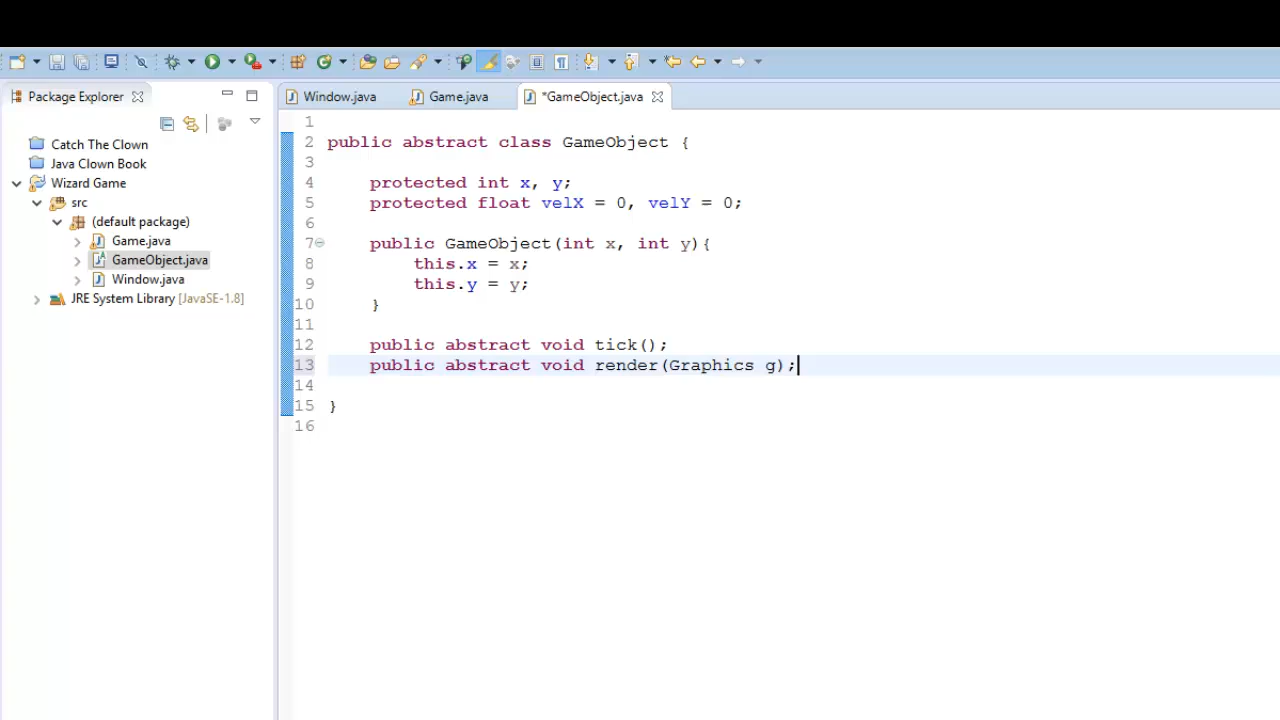 Package Explorer
Catch The Clown
Java Clown Book
Wizard Game
src
(default package)
Game.java
GameObject.java
Window.java
JRE System Library [JavaSE-1.8]
Window.java
Game.java
*GameObject.java
1
2 public abstract class GameObject {
3
4 protected int x, y;
5 protected float velX = 0, velY = 0;
6
7 public GameObject(int x, int y){
8 this.x = x;
9 this.y = y;
10 }
11
12 public abstract void tick();
13 public abstract void render(Graphics g);
14
15 }
16